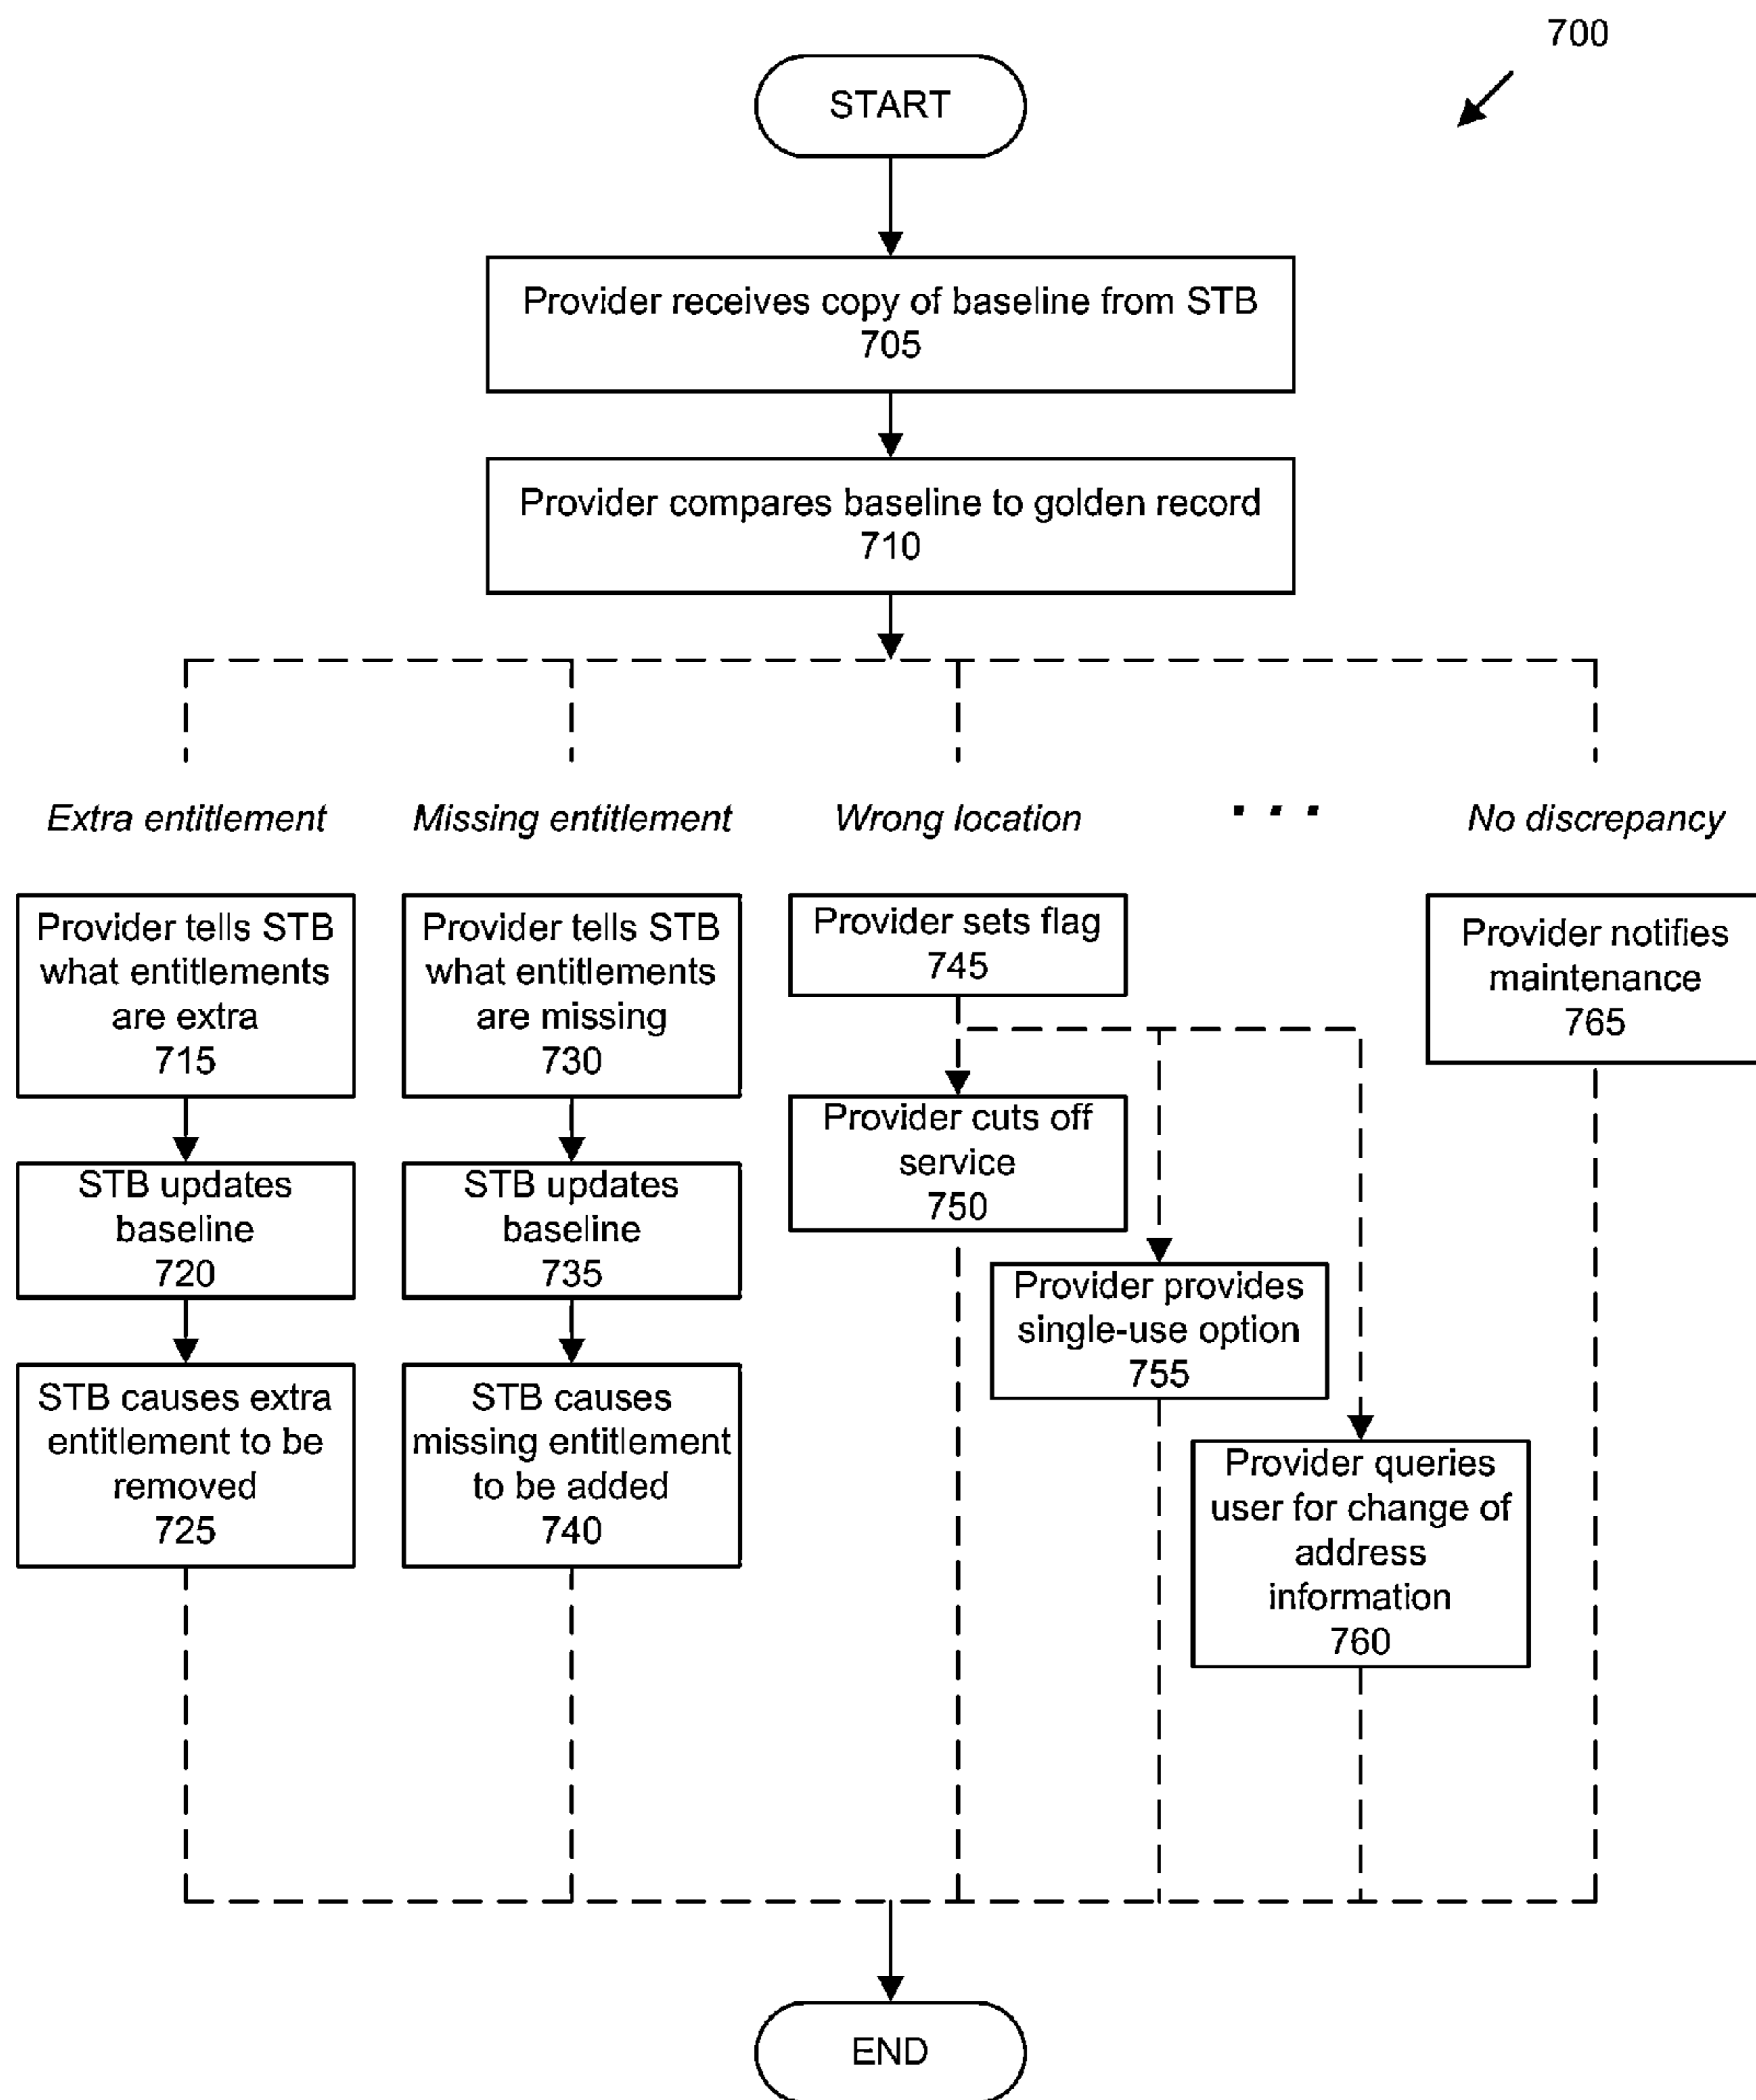 700
START
Provider receives copy of baseline from STB
705
Provider compares baseline to golden record
710
Extra entitlement
Missing entitlement
Wrong location
. . .
No discrepancy
Provider tells STB
what entitlements
are extra
715
STB updates
baseline
720
STB causes extra
entitlement to be
removed
725
Provider tells STB
what entitlements
are missing
730
STB updates
baseline
735
STB causes
missing entitlement
to be added
740
Provider sets flag
745
Provider cuts off
service
750
Provider provides
single-use option
755
Provider queries
user for change of
address
information
760
Provider notifies
maintenance
765
END